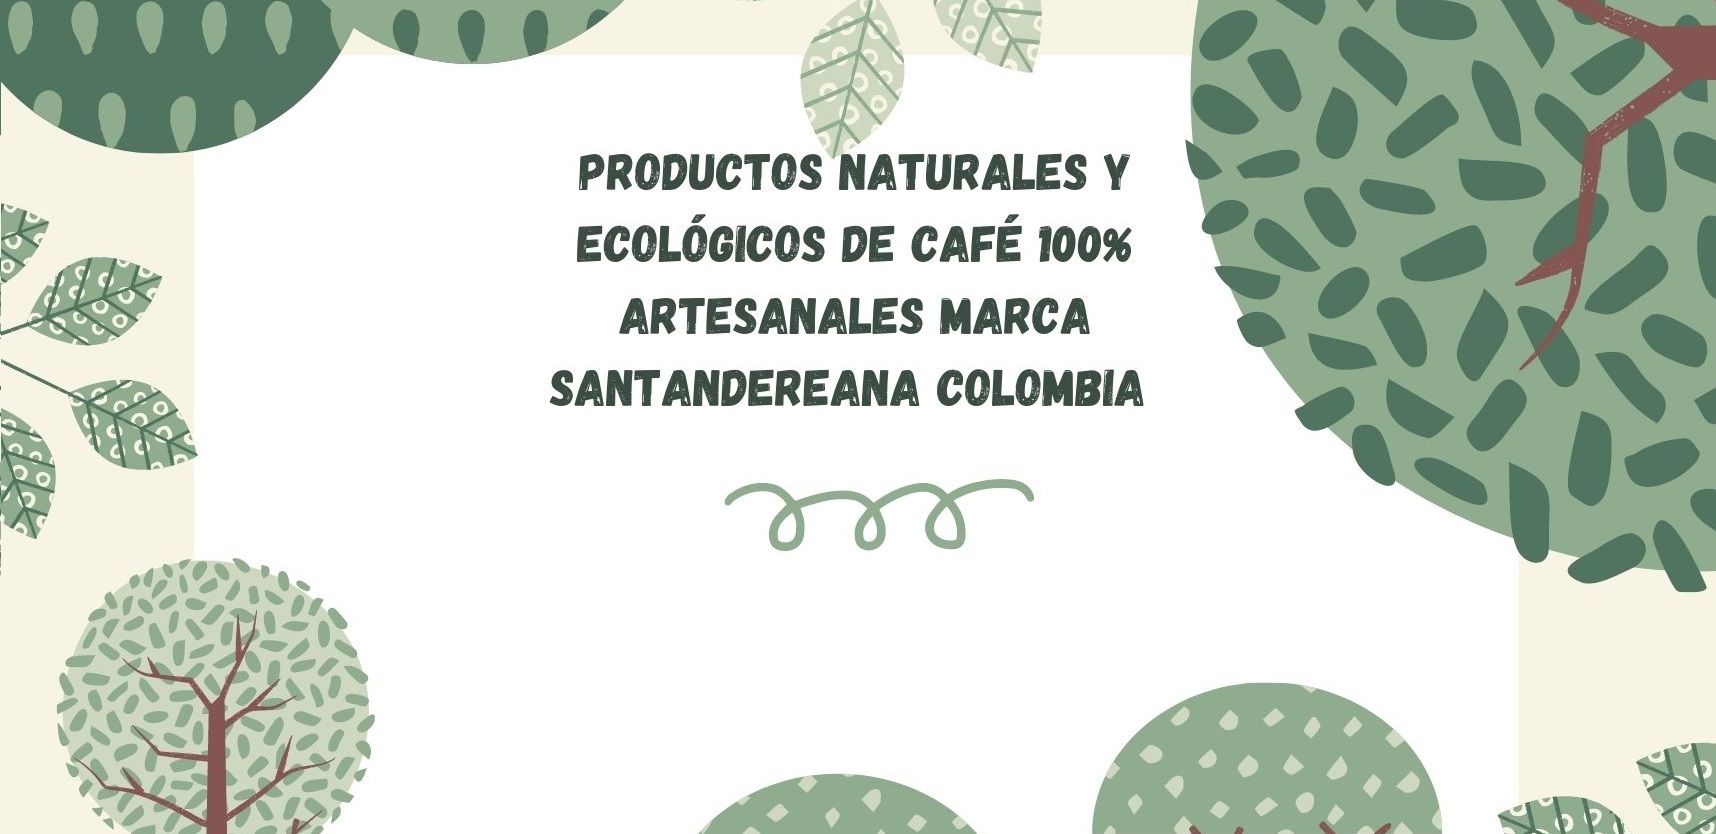 PRODUCTOS NATURALES Y
ECOLÓGICOS DE CAFÉ 100%
ARTESANALES MARCA
SANTANDEREANA COLOMBIA